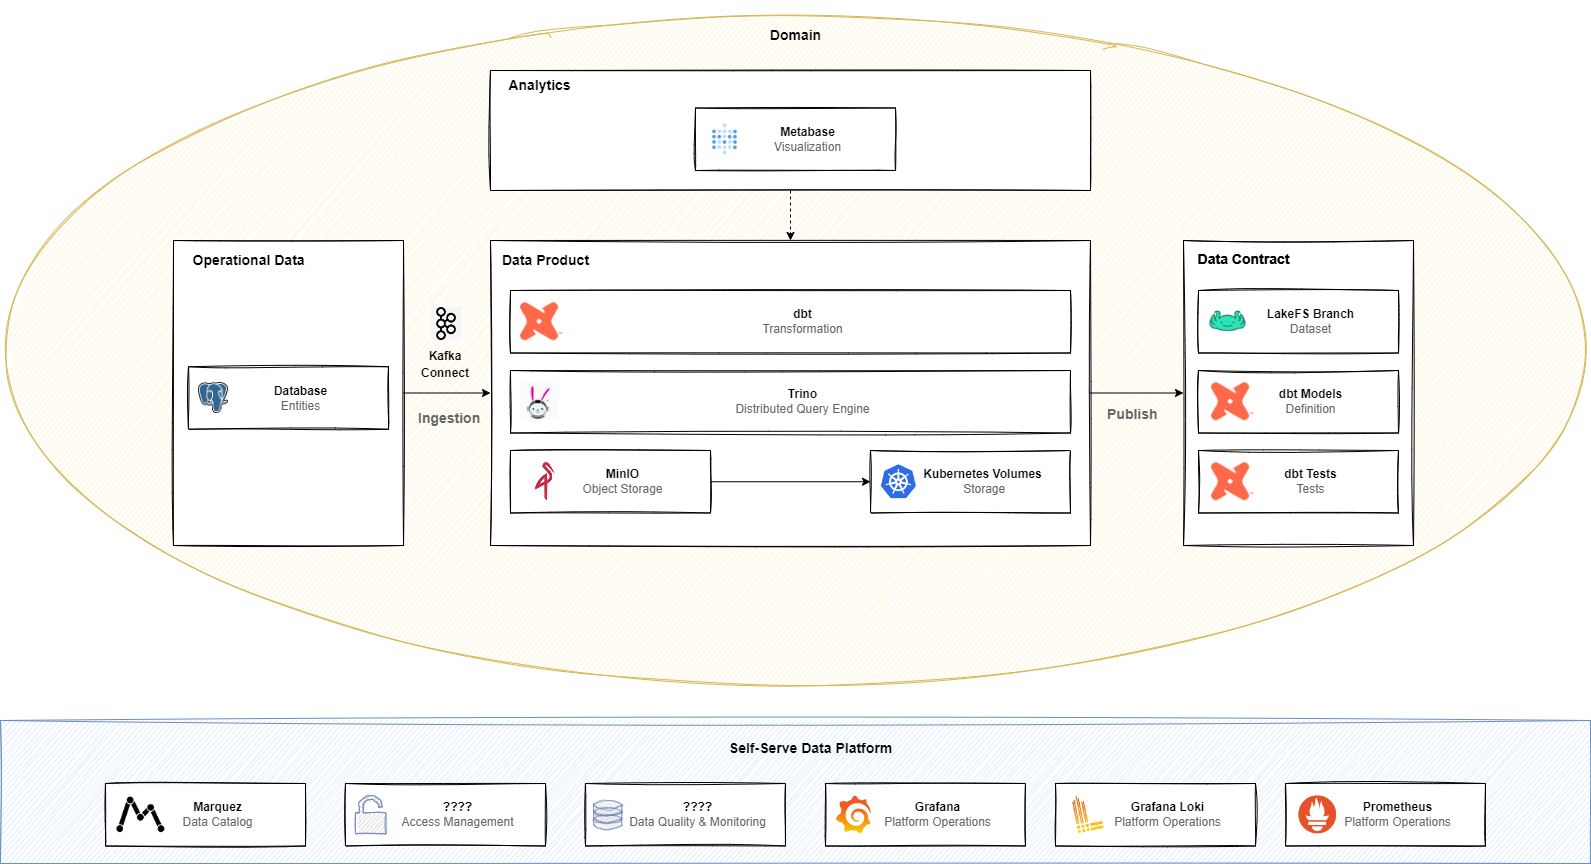 Domain
Analytics
Metabase
Visualization
Operational Data
Database
Entities
Kafka
Connect
Ingestion
Data Product
dbt
Transformation
Trino
Distributed Query Engine
MinIO
Object Storage
Kubernetes Volumes
Storage
Publish
Data Contract
LakeFS Branch
Dataset
dbt Models
Definition
dbt Tests
Tests
Self-Serve Data Platform
Marquez
Data Catalog
????
Access Management
????
Data Quality & Monitoring
Grafana
Platform Operations
Grafana Loki
Platform Operations
Prometheus
Platform Operations